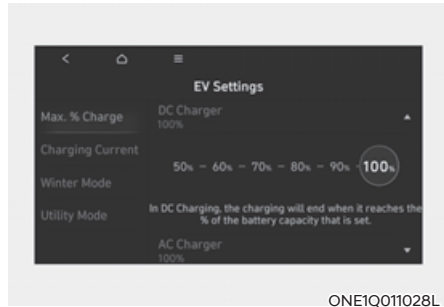 EV Settings
Max. % Charge
DC Charger
100%
Charging Current
50% – 60% – 70% – 80% – 90% – 100%
Winter Mode
Utility Mode
In DC Charging, the charging will end when it reaches the
% of the battery capacity that is set.
AC Charger
100%
ONE1Q011028L